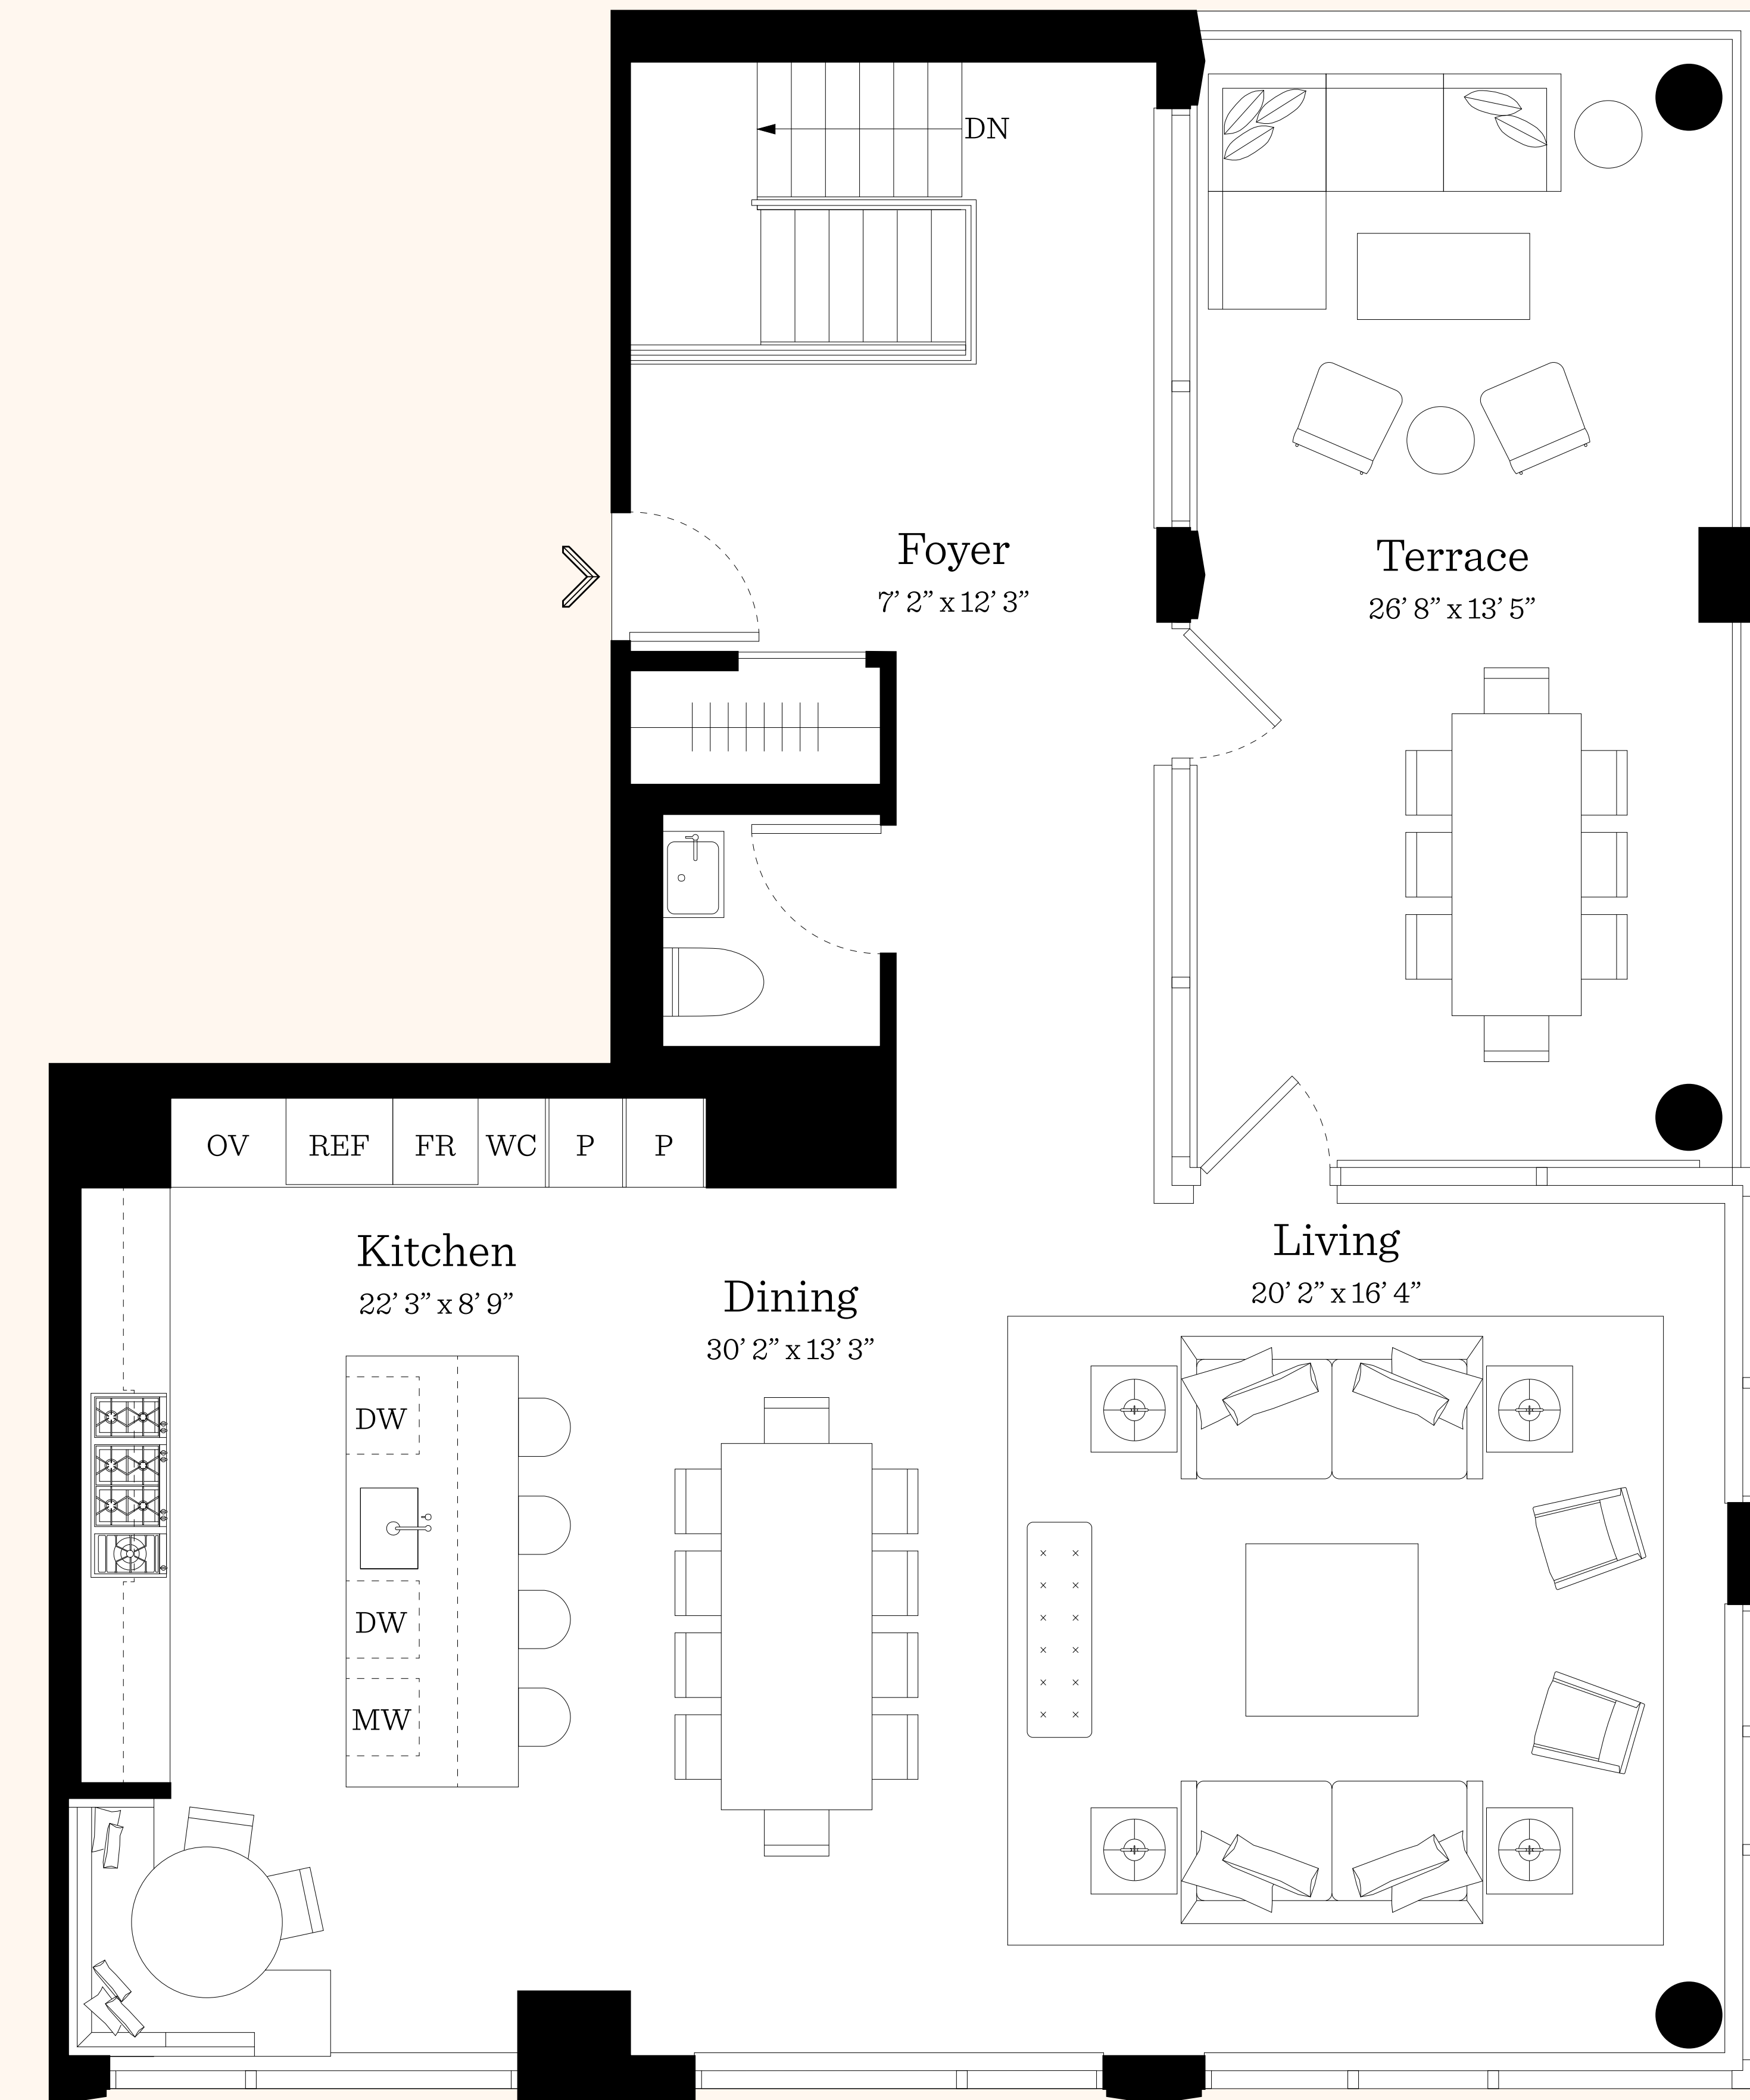 DN
Foyer
7’ 2” x 12’ 3”
Terrace
26’ 8” x 13’ 5”
OV REF FR WC P P
Kitchen
22’ 3” x 8’ 9”
Dining
30’ 2” x 13’ 3”
Living
20’ 2” x 16’ 4”
DW
DW
MW